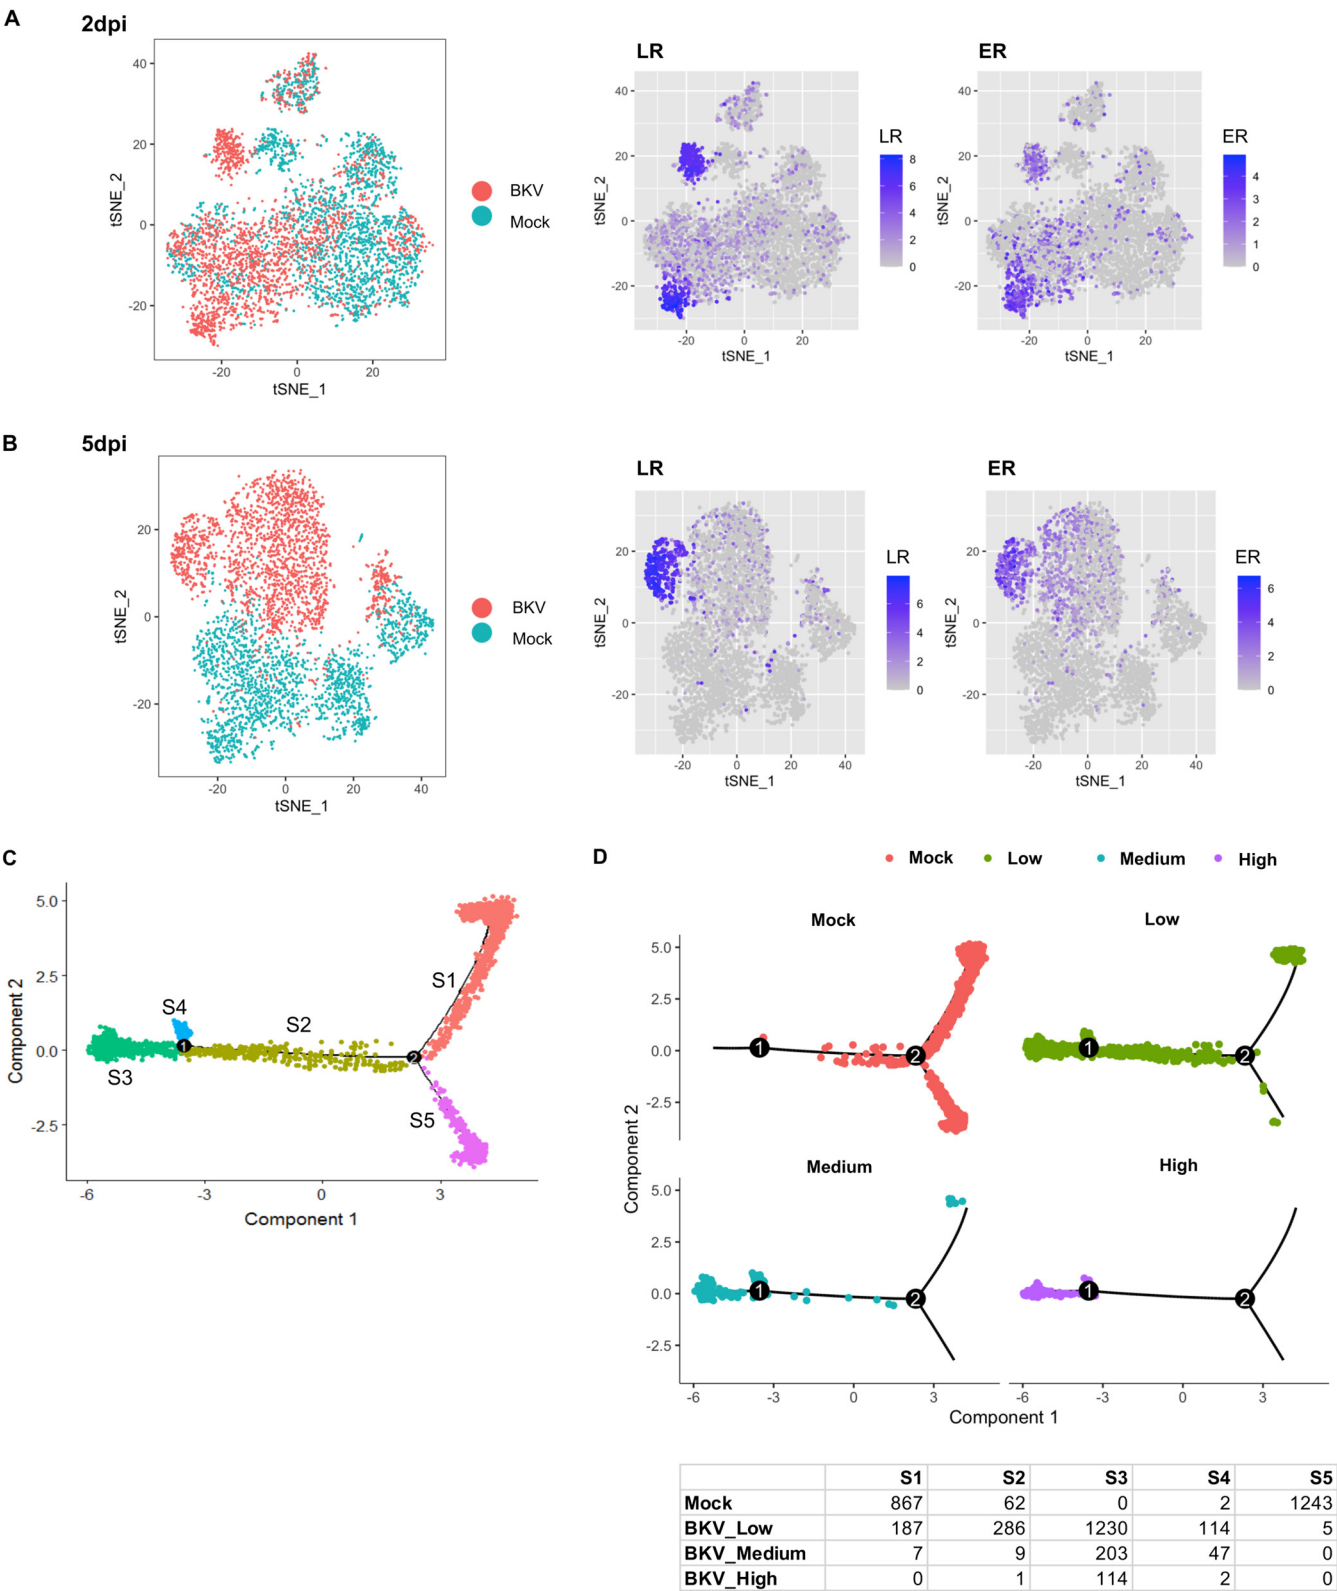 A
2dpi
40
20
0
-20
tSNE_2
-20
0
20
tSNE_1
BKV
Mock
LR
40
20
0
-20
tSNE_2
-20
0
20
tSNE_1
LR
8
6
4
2
0
ER
40
20
0
-20
tSNE_2
-20
0
20
tSNE_1
ER
4
3
2
1
0
B
5dpi
20
0
-20
tSNE_2
-20
0
20
40
tSNE_1
BKV
Mock
LR
20
0
-20
tSNE_2
-20
0
20
40
tSNE_1
LR
6
4
2
0
ER
20
0
-20
tSNE_2
-20
0
20
40
tSNE_1
ER
6
4
2
0
C
5.0
2.5
0.0
-2.5
Component 2
S1
S2
S3
S4
S5
1
2
-6
-3
0
3
Component 1
D
Mock Low Medium High
Mock
Low
5.0
2.5
0.0
-2.5
1
2
1
2
Component 2
Medium
High
5.0
2.5
0.0
-2.5
1
2
1
2
-6
-3
0
3
-6
-3
0
3
Component 1
S1 S2 S3 S4 S5
Mock 867 62 0 2 1243
BKV_Low 187 286 1230 114 5
BKV_Medium 7 9 203 47 0
BKV_High 0 1 114 2 0